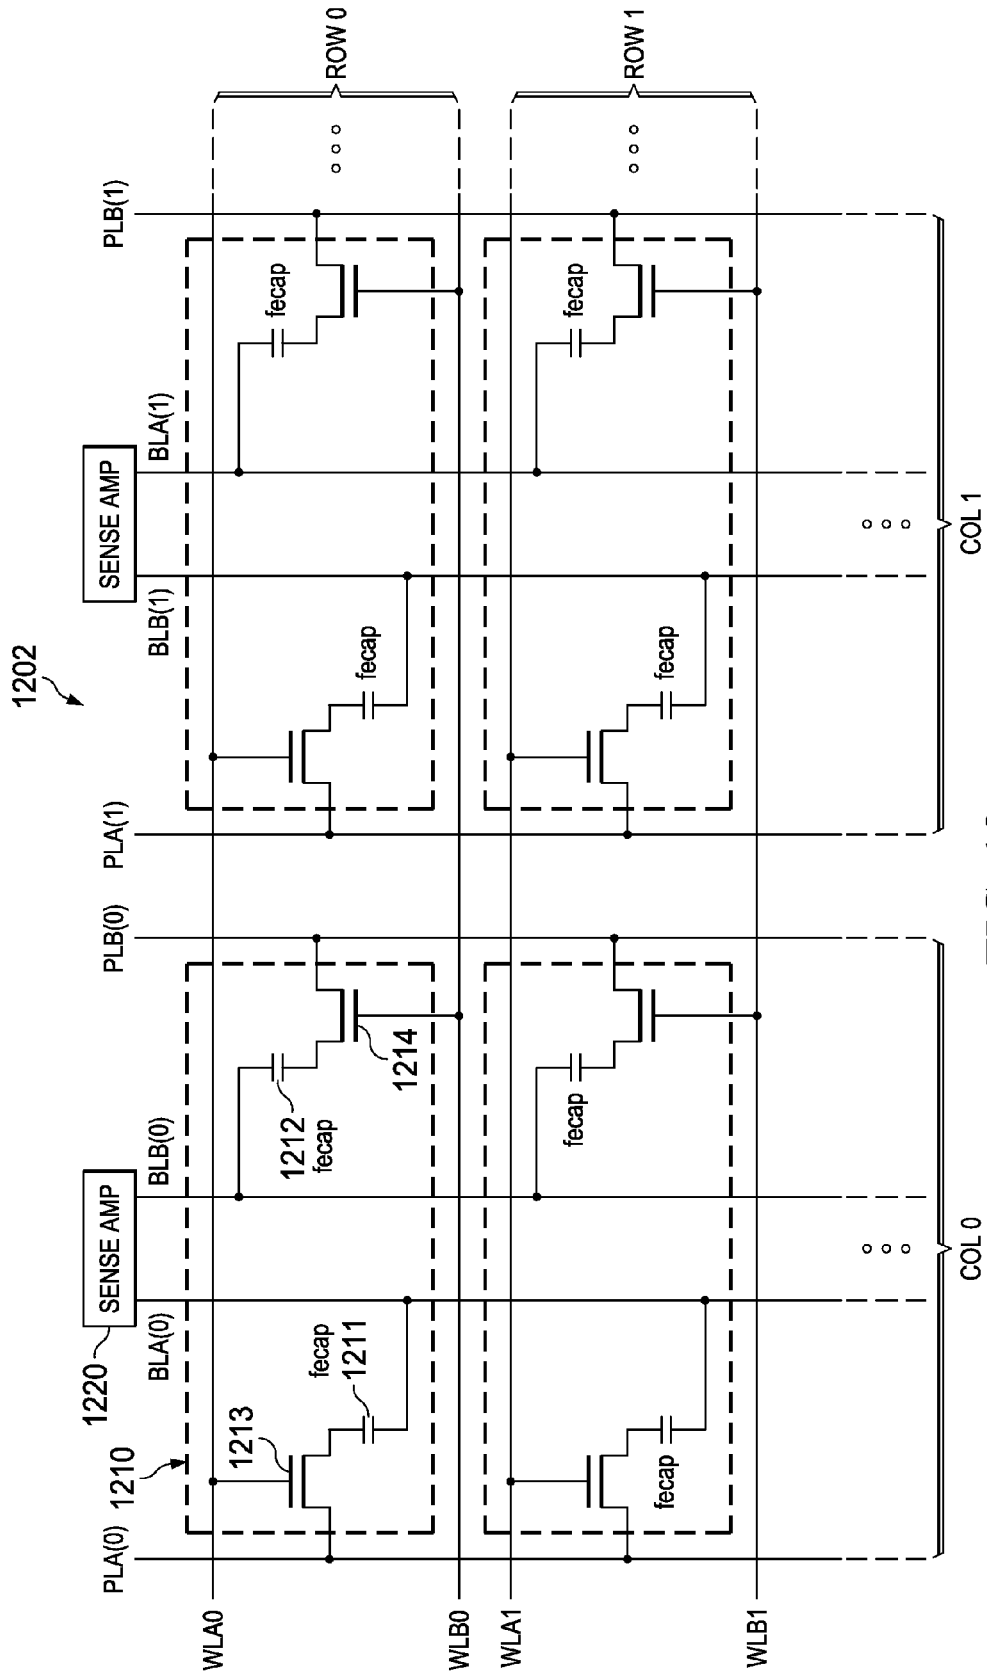 1202
1220
SENSE AMP
SENSE AMP
PLA(0)
BLA(0)
BLB(0)
PLB(0)
PLA(1)
BLB(1)
BLA(1)
PLB(1)
1210
WLA0
1213
fecap
1211
1212
fecap
1214
fecap
fecap
ROW 0
WLB0
WLA1
fecap
fecap
fecap
fecap
ROW 1
WLB1
COL 0
COL 1